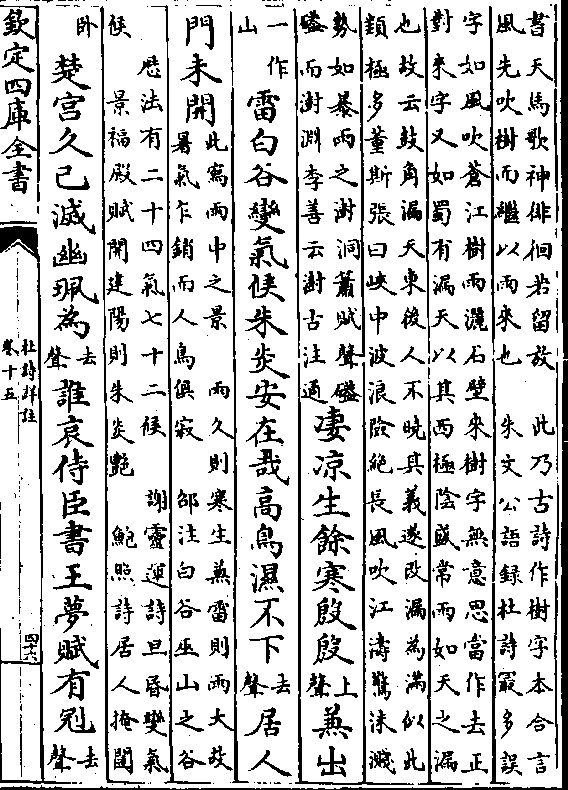 書天馬歌神徘徊若留放　此乃古詩作樹字本合言
風先吹樹而繼以雨來也　朱文公語録杜詩最多誤
字如風吹蒼江樹雨灑石壁來樹字無意思當作去正
對來字又如蜀有漏天以其西極陰盛常雨如天之漏
也故云鼓角漏天東後人不曉其義遂改漏為滿似此
類極多董斯張曰峽中波浪險絶長風吹江濤驚沫濺
勢如暴雨之澍洞簫賦聲礚
礚而澍淵李善云澍古注通
凄凉生餘寒殷殷上聲兼出
一作山雷白谷變氣候朱炎安在哉高鳥濕不下去聲居人
門未開
此寫雨中之景　雨久則寒生兼雷則雨大故
暑氣乍銷而人鳥俱寂　邵注白谷巫山之谷
厯法有二十四氣七十二候　謝靈運詩旦昏變氣
候　景福殿賦開建陽則朱炎艶　鮑照詩居人掩閨
卧
楚宫久已滅幽珮為去聲誰哀侍臣書王夢賦有冠去聲
欽定四庫全書
杜詩詳註
卷十五
四十六